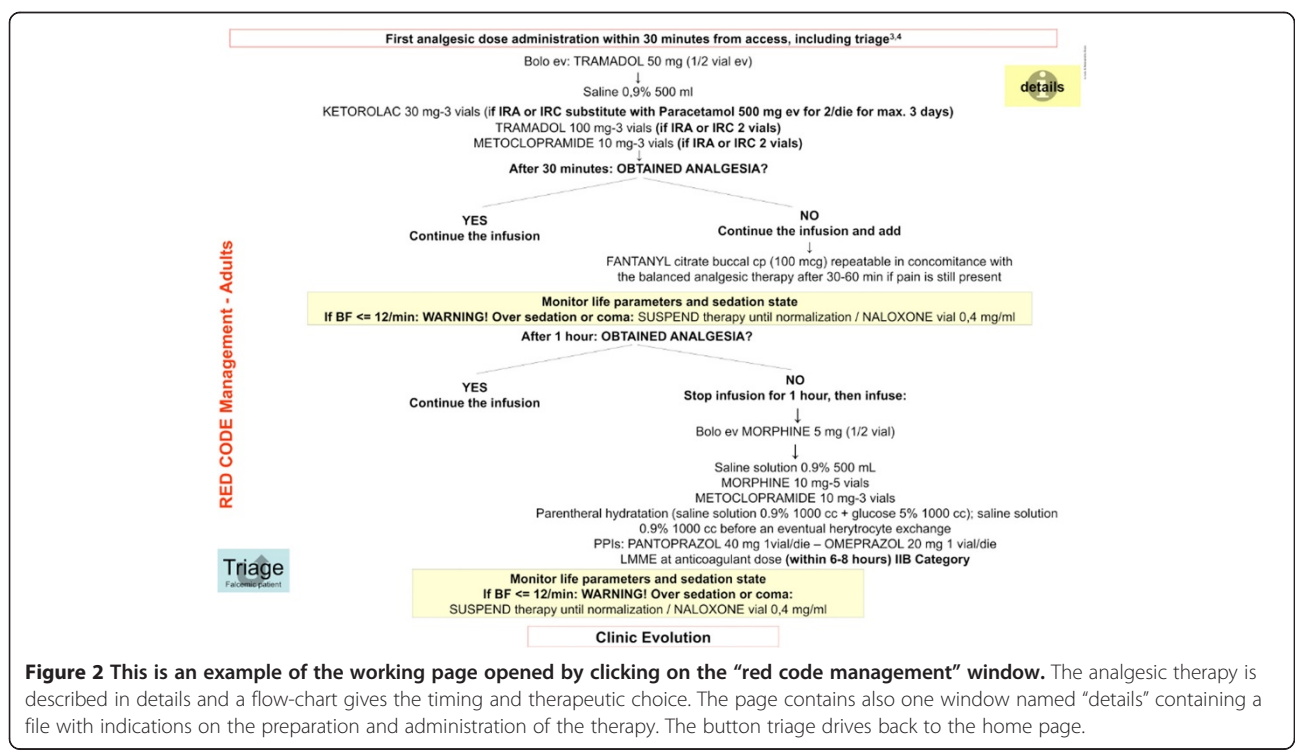 First analgesic dose administration within 30 minutes from access, including triage3,4
Bolo ev: TRAMADOL 50 mg (1/2 vial ev)
↓
Saline 0,9% 500 ml
details
KETOROLAC 30 mg-3 vials (if IRA or IRC substitute with Paracetamol 500 mg ev for 2/die for max. 3 days)
TRAMADOL 100 mg-3 vials (if IRA or IRC 2 vials)
METOCLOPRAMIDE 10 mg-3 vials (if IRA or IRC 2 vials)
↓
After 30 minutes: OBTAINED ANALGESIA?
YES
Continue the infusion
NO
Continue the infusion and add
↓
FANTANYL citrate buccal cp (100 mcg) repeatable in concomitance with
the balanced analgesic therapy after 30-60 min if pain is still present
Monitor life parameters and sedation state
If BF <= 12/min: WARNING! Over sedation or coma: SUSPEND therapy until normalization / NALOXONE vial 0,4 mg/ml
After 1 hour: OBTAINED ANALGESIA?
YES
Continue the infusion
NO
Stop infusion for 1 hour, then infuse:
↓
Bolo ev MORPHINE 5 mg (1/2 vial)
↓
Saline solution 0.9% 500 mL
MORPHINE 10 mg-5 vials
METOCLOPRAMIDE 10 mg-3 vials
Parentheral hydratation (saline solution 0.9% 1000 cc + glucose 5% 1000 cc); saline solution
0.9% 1000 cc before an eventual herytrocyte exchange
PPIs: PANTOPRAZOL 40 mg 1vial/die – OMEPRAZOL 20 mg 1 vial/die
LMME at anticoagulant dose (within 6-8 hours) IIB Category
Monitor life parameters and sedation state
If BF <= 12/min: WARNING! Over sedation or coma:
SUSPEND therapy until normalization / NALOXONE vial 0,4 mg/ml
Clinic Evolution
RED CODE Management - Adults
Triage
Falcemic patient
Figure 2 This is an example of the working page opened by clicking on the “red code management” window. The analgesic therapy is
described in details and a flow-chart gives the timing and therapeutic choice. The page contains also one window named “details” containing a
file with indications on the preparation and administration of the therapy. The button triage drives back to the home page.